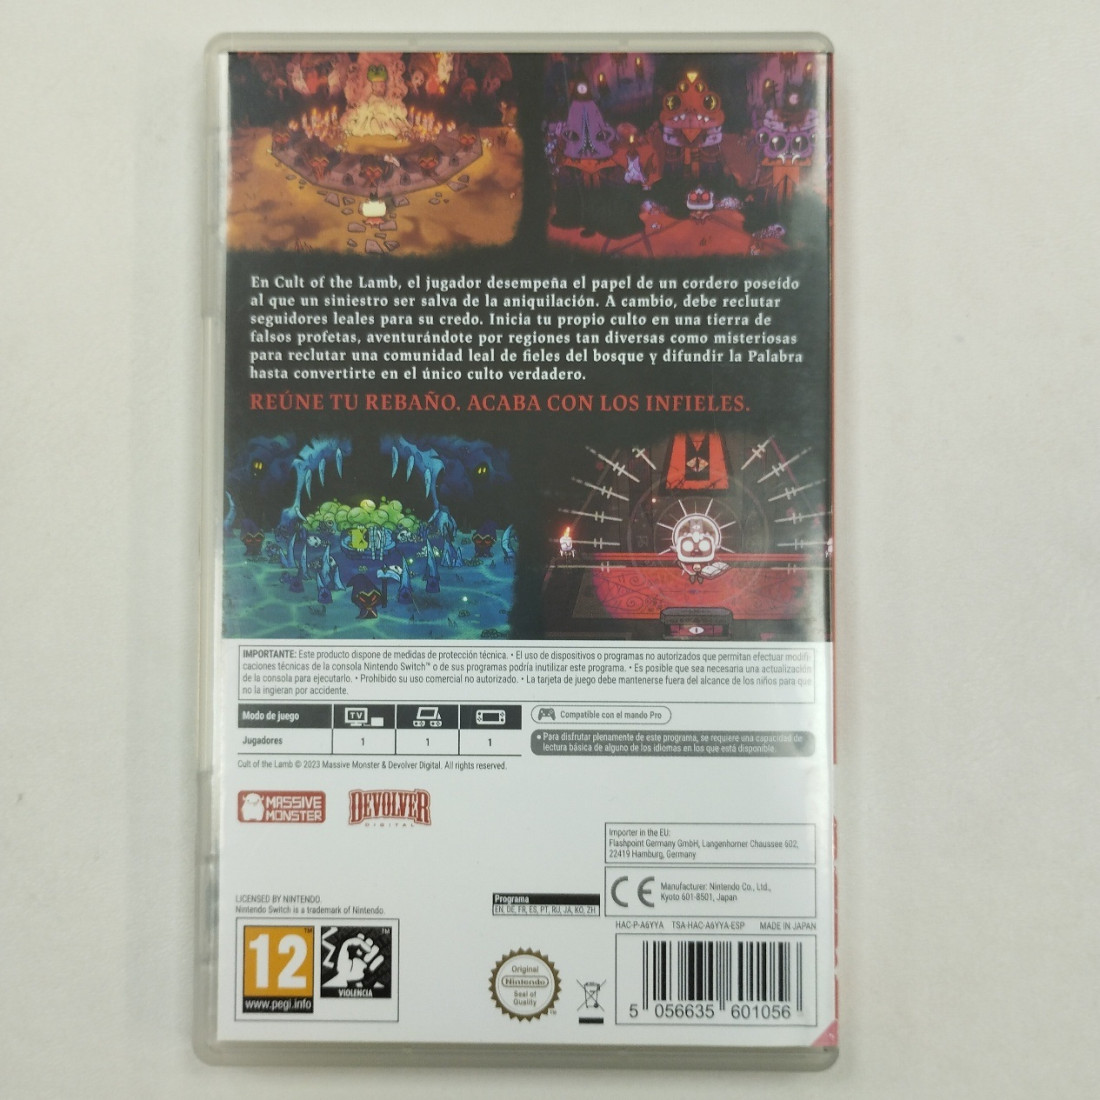 En Cult of the Lamb, el jugador desempeña el papel de un cordero poseído
al que un siniestro ser salva de la aniquilación. A cambio, debe reclutar
seguidores leales para su credo. Inicia tu propio culto en una tierra de
falsos profetas, aventurándote por regiones tan diversas como misteriosas
para reclutar una comunidad leal de fieles del bosque y difundir la Palabra
hasta convertirte en el único culto verdadero.
REÚNE TU REBAÑO. ACABA CON LOS INFIELES.
IMPORTANTE: Este producto dispone de medidas de protección técnica. • El uso de dispositivos o programas no autorizados que permitan efectuar modifi-
caciones técnicas de la consola Nintendo Switch™ o de sus programas podría inutilizar este programa. • Es posible que sea necesaria una actualización
de la consola para ejecutarlo. • Prohibido su uso comercial no autorizado. • La tarjeta de juego debe mantenerse fuera del alcance de los niños para que
no la ingieran por accidente.
Modo de juego TV
Jugadores 1 1 1
Compatible con el mando Pro
• Para disfrutar plenamente de este programa, se requiere una capacidad de
lectura básica de alguno de los idiomas en los que está disponible.
Cult of the Lamb © 2023 Massive Monster & Devolver Digital. All rights reserved.
MASSIVE
MONSTER
DEVOLVER
DIGITAL
Importer in the EU:
Flashpoint Germany GmbH, Langenhorner Chaussee 602,
22419 Hamburg, Germany
CE
Manufacturer: Nintendo Co., Ltd.,
Kyoto 601-8501, Japan
LICENSED BY NINTENDO.
Nintendo Switch is a trademark of Nintendo.
Programa
EN, DE, FR, ES, PT, RU, JA, KO, ZH
HAC-P-A6YYA TSA-HAC-A6YYA-ESP MADE IN JAPAN
12
www.pegi.info
VIOLENCIA
Original
Nintendo
Seal of
Quality
5 056635 601056